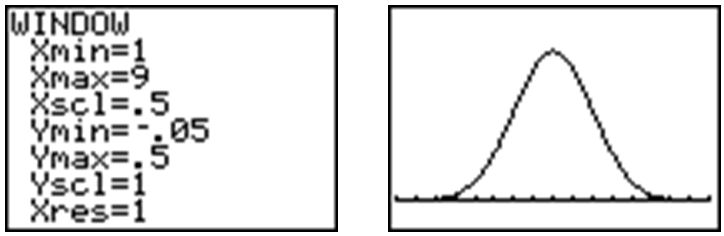 WINDOW
Xmin=1
Xmax=9
Xscl=.5
Ymin=⁻.05
Ymax=.5
Yscl=1
Xres=1